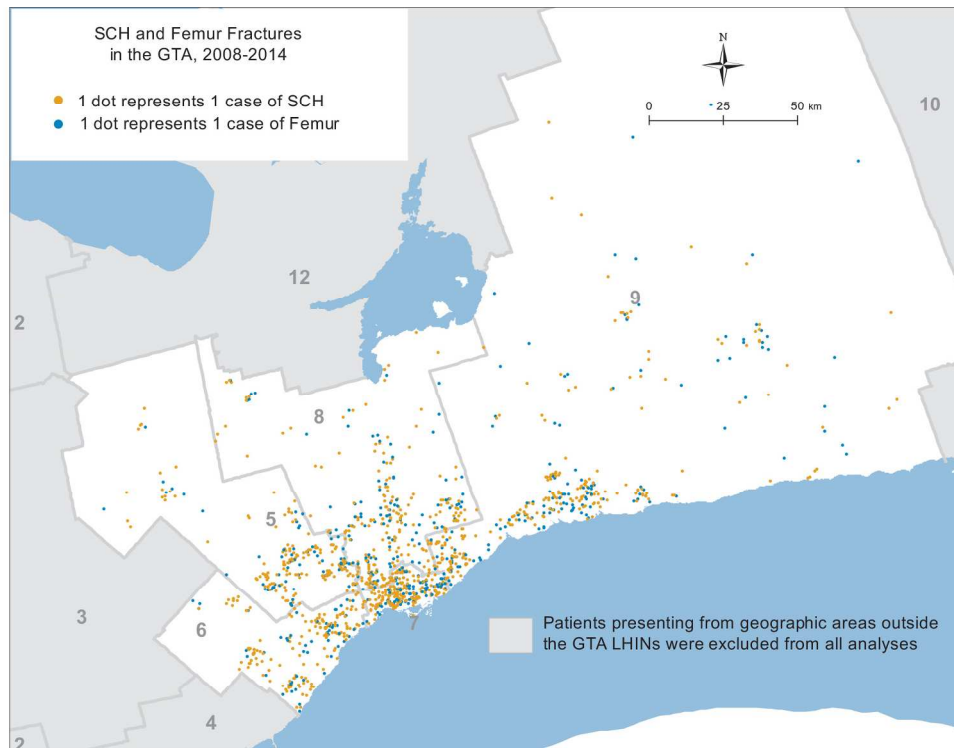 SCH and Femur Fractures
in the GTA, 2008-2014
1 dot represents 1 case of SCH
1 dot represents 1 case of Femur
N
0 25 50 KM
10
12
2
9
8
5
3
6
7
4
2
Patients presenting from geographic areas outside
the GTA LHINs were excluded from all analyses